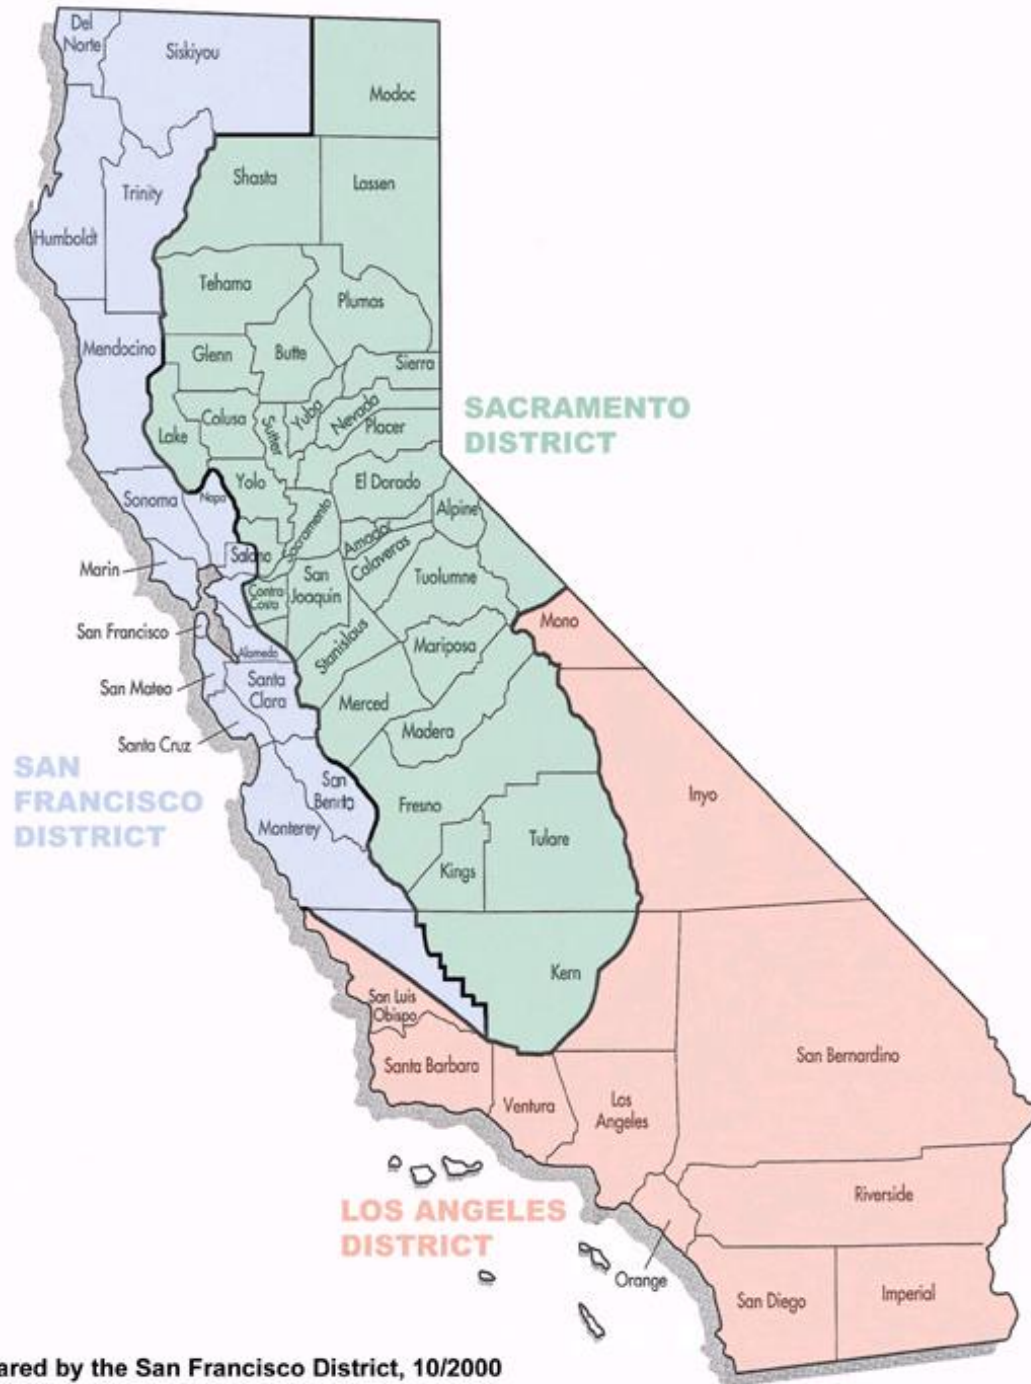 Del
Norte
Siskiyou
Modoc
Shasta
Lassen
Trinity
Humboldt
Tehama
Plumas
Mendocino
Glenn
Butte
Sierra
Colusa
Sutter
Yuba
Nevada
Placer
Lake
SACRAMENTO
DISTRICT
Yolo
El Dorado
Sonoma
Napa
Sacramento
Alpine
Amador
Calaveras
Solano
Marin
Contra
Costa
San
Joaquin
Tuolumne
San Francisco
Stanislaus
Mariposa
Mono
Alameda
San Mateo
Santa
Clara
Merced
Madera
Santa Cruz
SAN
FRANCISCO
DISTRICT
San
Benito
Fresno
Inyo
Monterey
Tulare
Kings
Kern
San Luis
Obispo
San Bernardino
Santa Barbara
Ventura
Los
Angeles
LOS ANGELES
DISTRICT
Riverside
Orange
San Diego
Imperial
ared by the San Francisco District, 10/2000